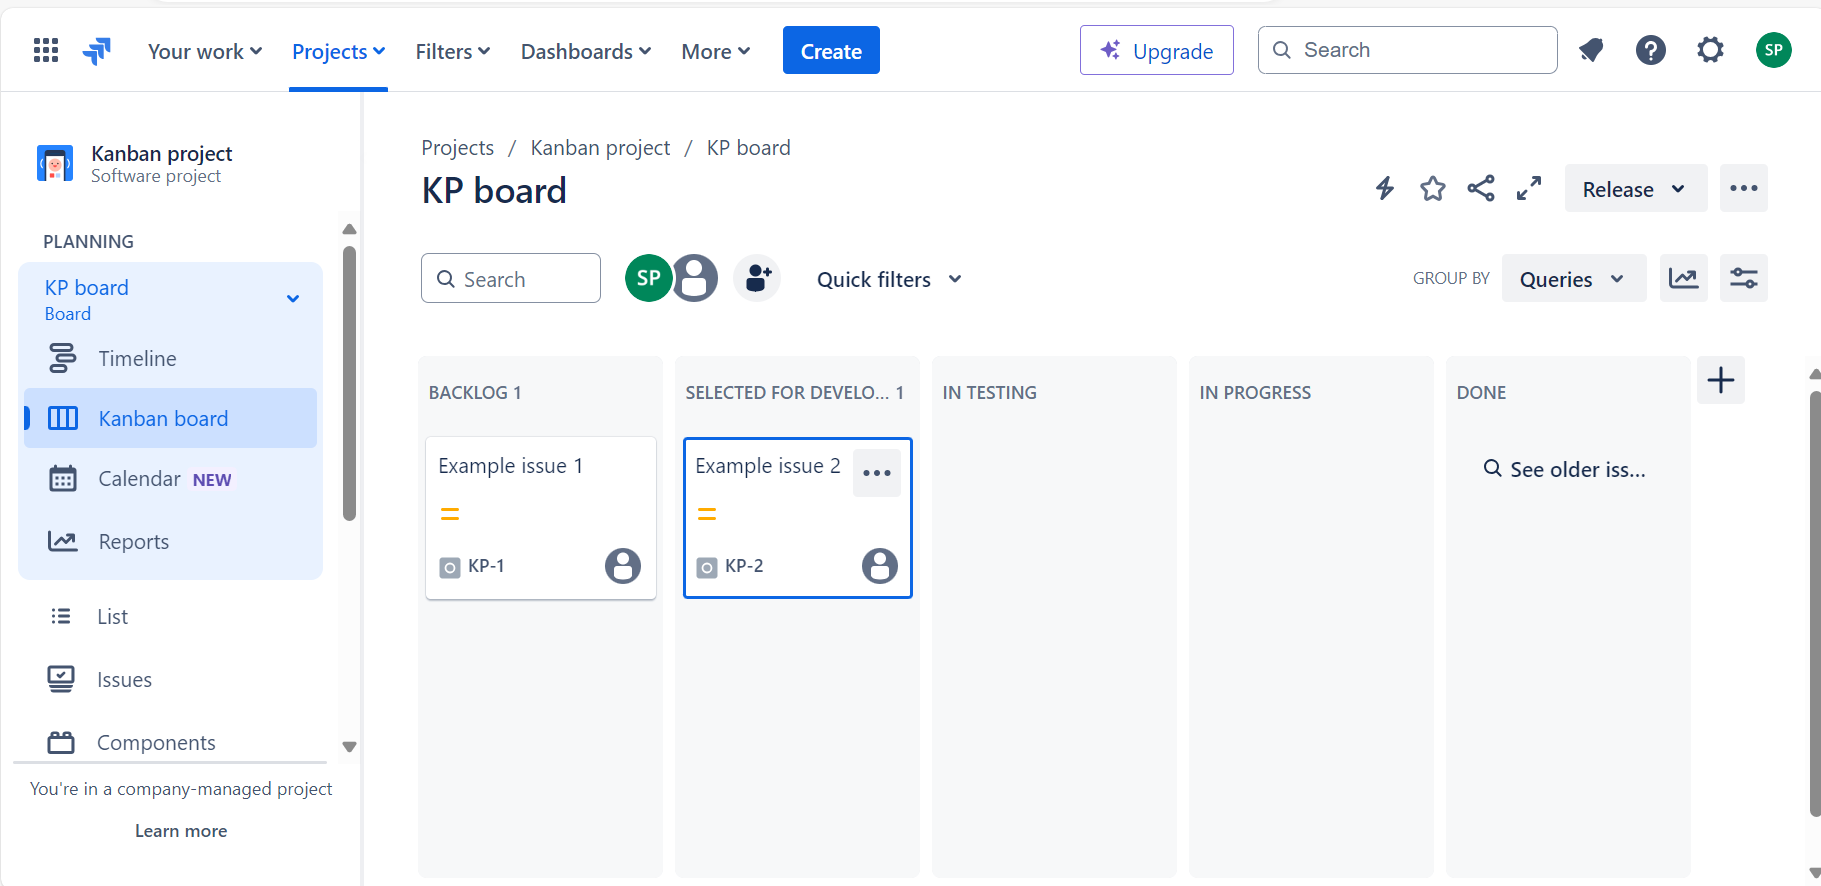 Your work
Projects
Filters
Dashboards
More
Create
Upgrade
Search
SP
Kanban project
Software project
PLANNING
KP board
Board
Timeline
Kanban board
Calendar NEW
Reports
List
Issues
Components
You're in a company-managed project
Learn more
Projects / Kanban project / KP board
KP board
Release
Search
SP
Quick filters
GROUP BY
Queries
BACKLOG 1
Example issue 1
KP-1
SELECTED FOR DEVELO... 1
Example issue 2
KP-2
IN TESTING
IN PROGRESS
DONE
See older iss...